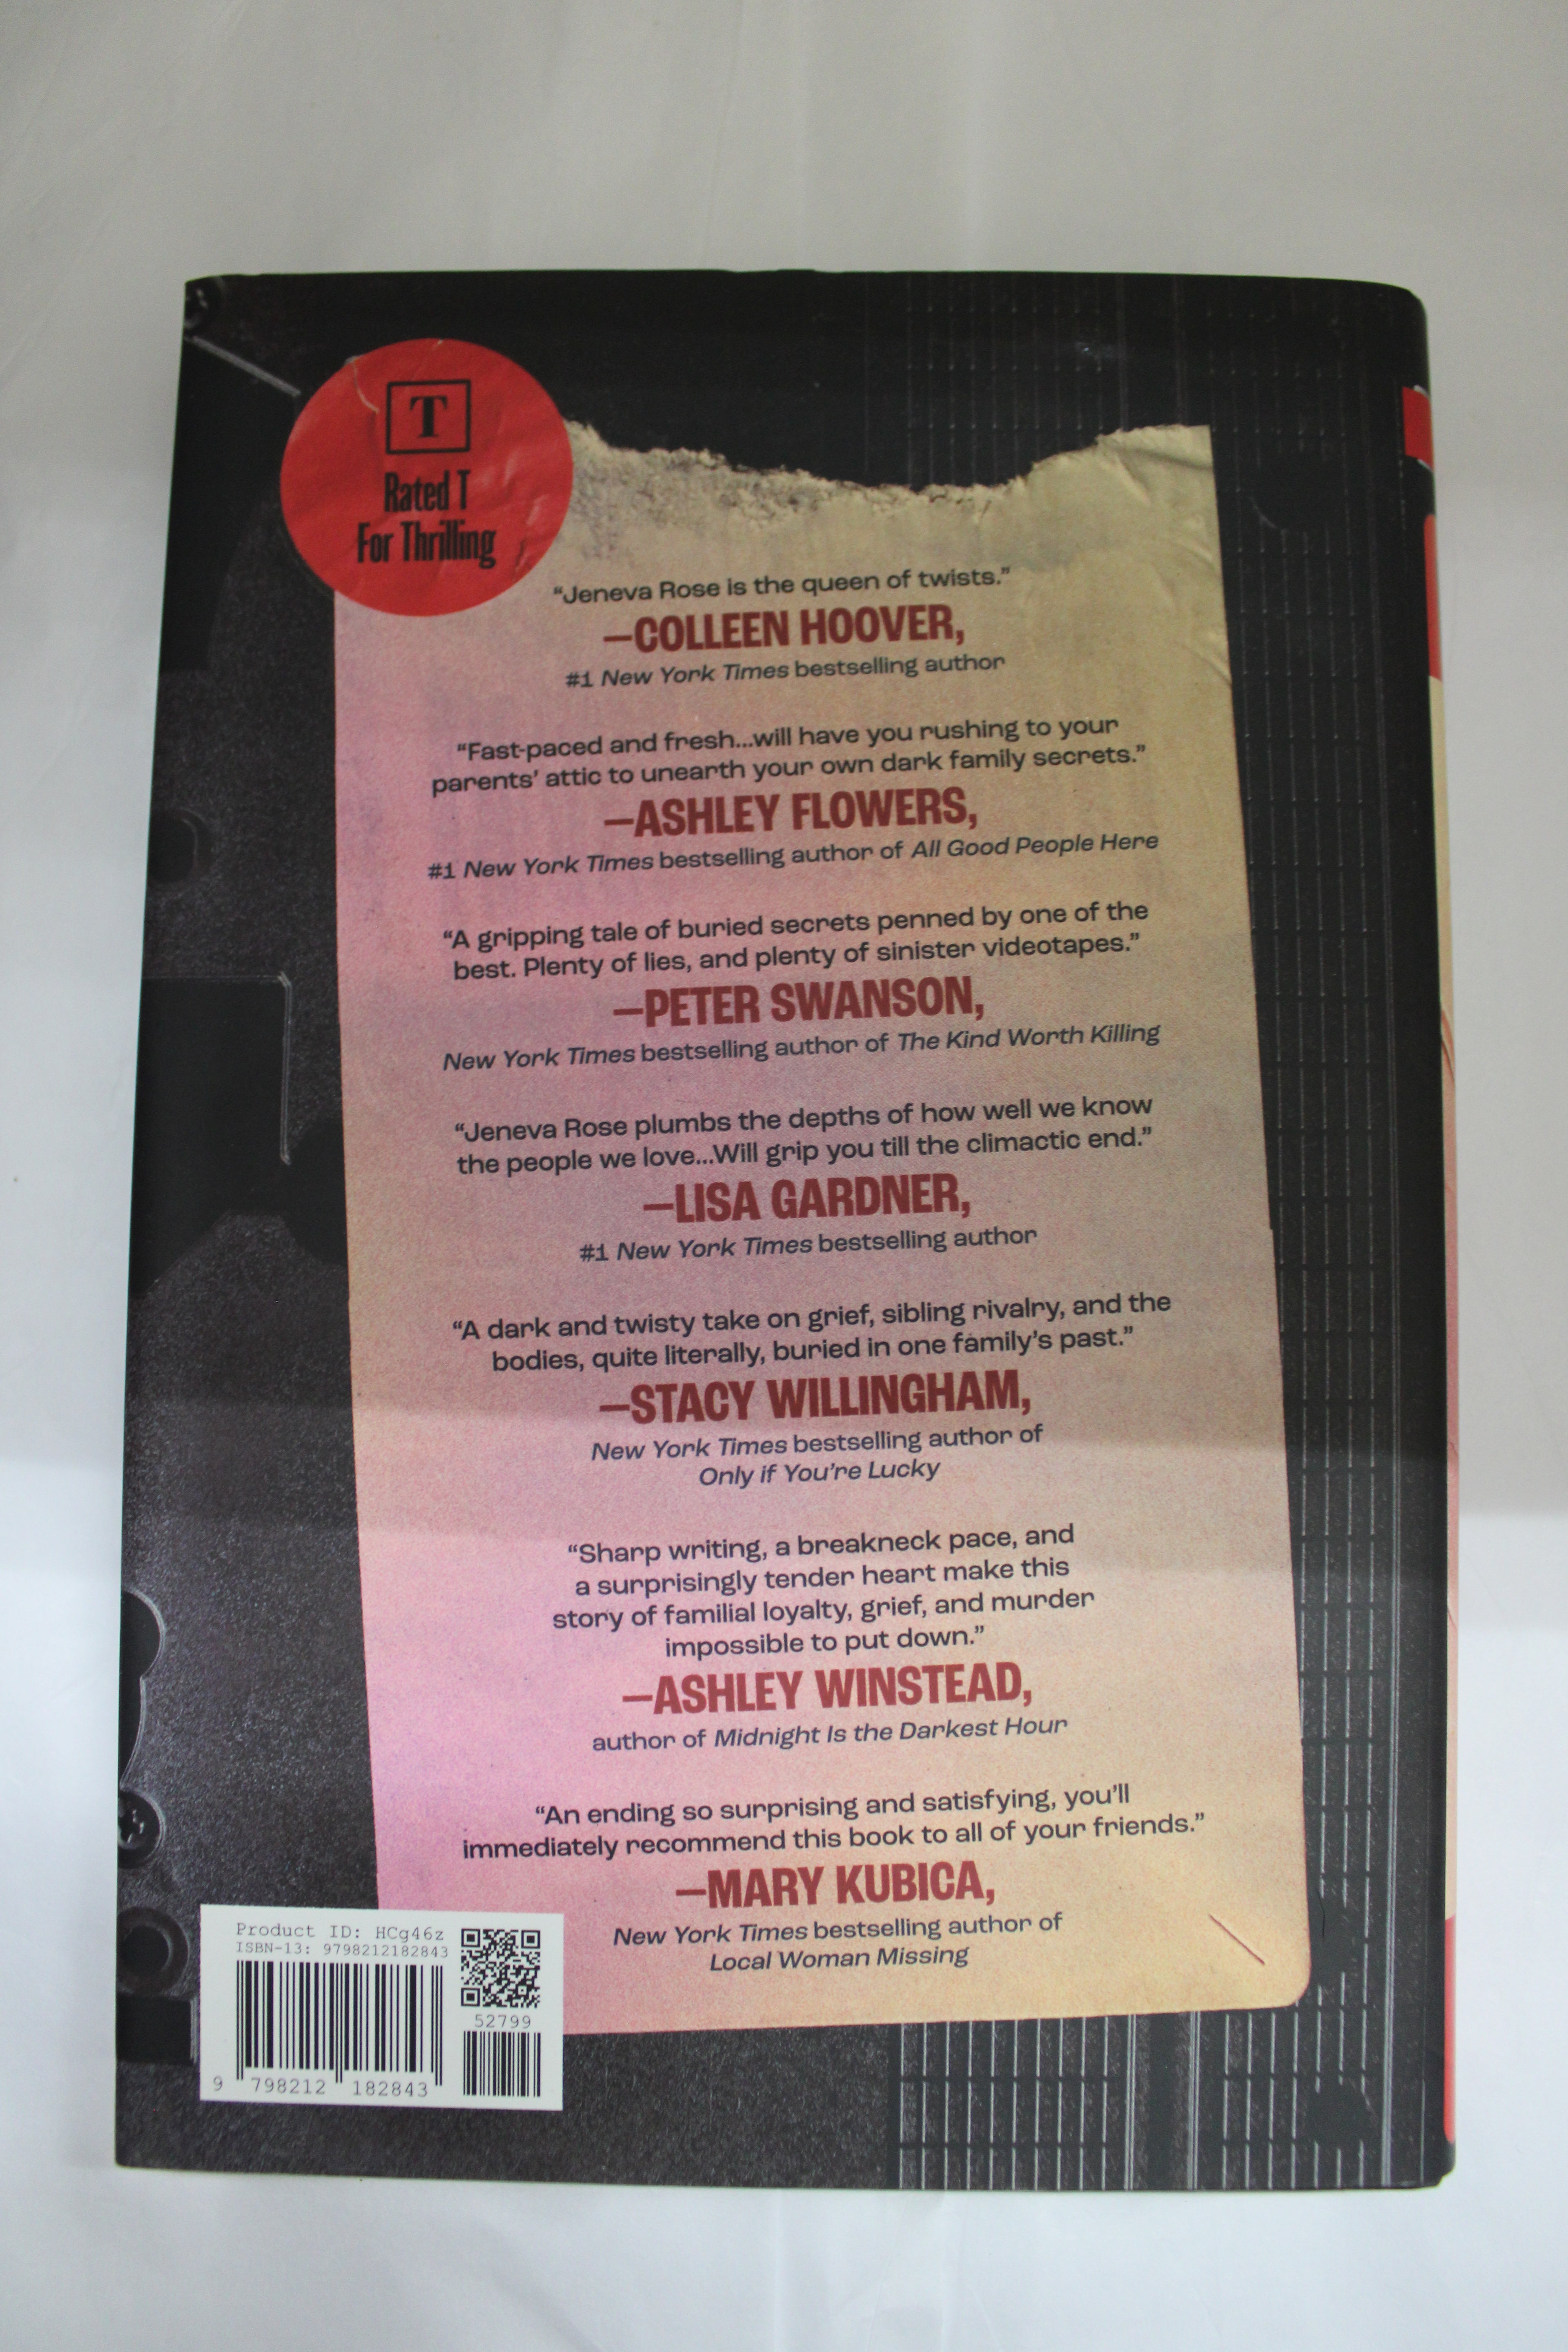 T
Rated T
For Thrilling
“Jeneva Rose is the queen of twists.”
—COLLEEN HOOVER,
#1 New York Times bestselling author
“Fast-paced and fresh...will have you rushing to your
parents’ attic to unearth your own dark family secrets.”
—ASHLEY FLOWERS,
#1 New York Times bestselling author of All Good People Here
“A gripping tale of buried secrets penned by one of the
best. Plenty of lies, and plenty of sinister videotapes.”
—PETER SWANSON,
New York Times bestselling author of The Kind Worth Killing
“Jeneva Rose plumbs the depths of how well we know
the people we love...Will grip you till the climactic end.”
—LISA GARDNER,
#1 New York Times bestselling author
“A dark and twisty take on grief, sibling rivalry, and the
bodies, quite literally, buried in one family’s past.”
—STACY WILLINGHAM,
New York Times bestselling author of
Only if You’re Lucky
“Sharp writing, a breakneck pace, and
a surprisingly tender heart make this
story of familial loyalty, grief, and murder
impossible to put down.”
—ASHLEY WINSTEAD,
author of Midnight Is the Darkest Hour
“An ending so surprising and satisfying, you’ll
immediately recommend this book to all of your friends.”
—MARY KUBICA,
New York Times bestselling author of
Local Woman Missing
Product ID: HCg46z
ISBN-13: 9798212182843
52799
9 798212 182843